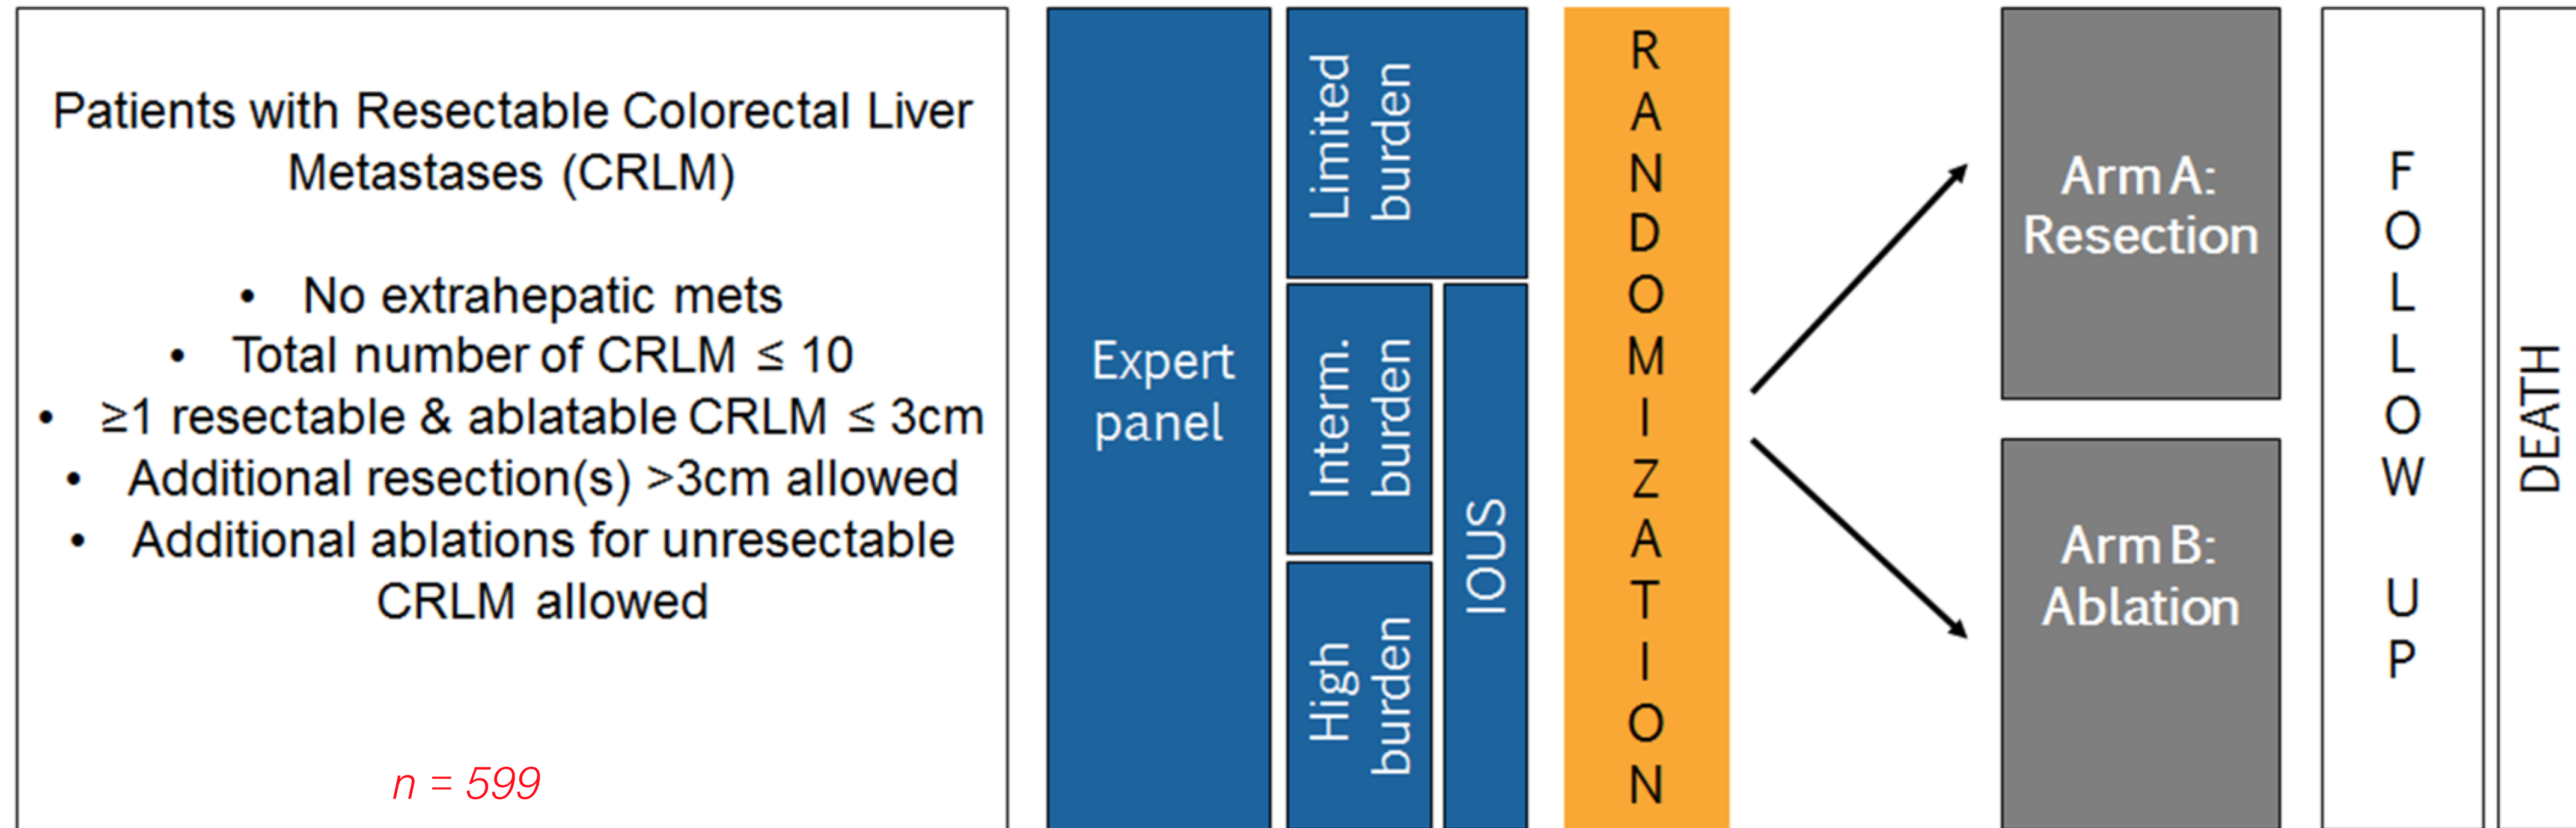 Patients with Resectable Colorectal Liver
Metastases (CRLM)
• No extrahepatic mets
• Total number of CRLM ≤ 10
• ≥1 resectable & ablatable CRLM ≤ 3cm
• Additional resection(s) >3cm allowed
• Additional ablations for unresectable
CRLM allowed
n = 599
Expert
panel
Limited
burden
Interm.
burden
High
burden
IOUS
RANDOMIZATION
Arm A:
Resection
Arm B:
Ablation
FOLLOW UP
DEATH